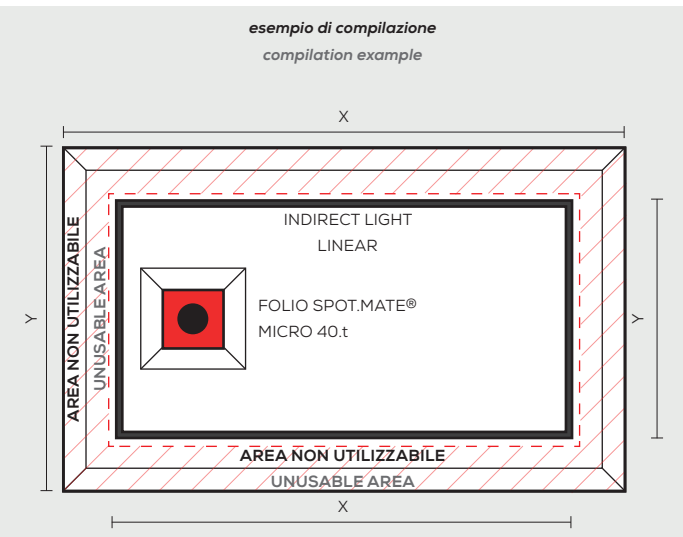 esempio di compilazione
compilation example
X
Y
AREA NON UTILIZZABILE
UNUSABLE AREA
INDIRECT LIGHT
LINEAR
FOLIO SPOT.MATE®
MICRO 40.t
Y
AREA NON UTILIZZABILE
UNUSABLE AREA
X